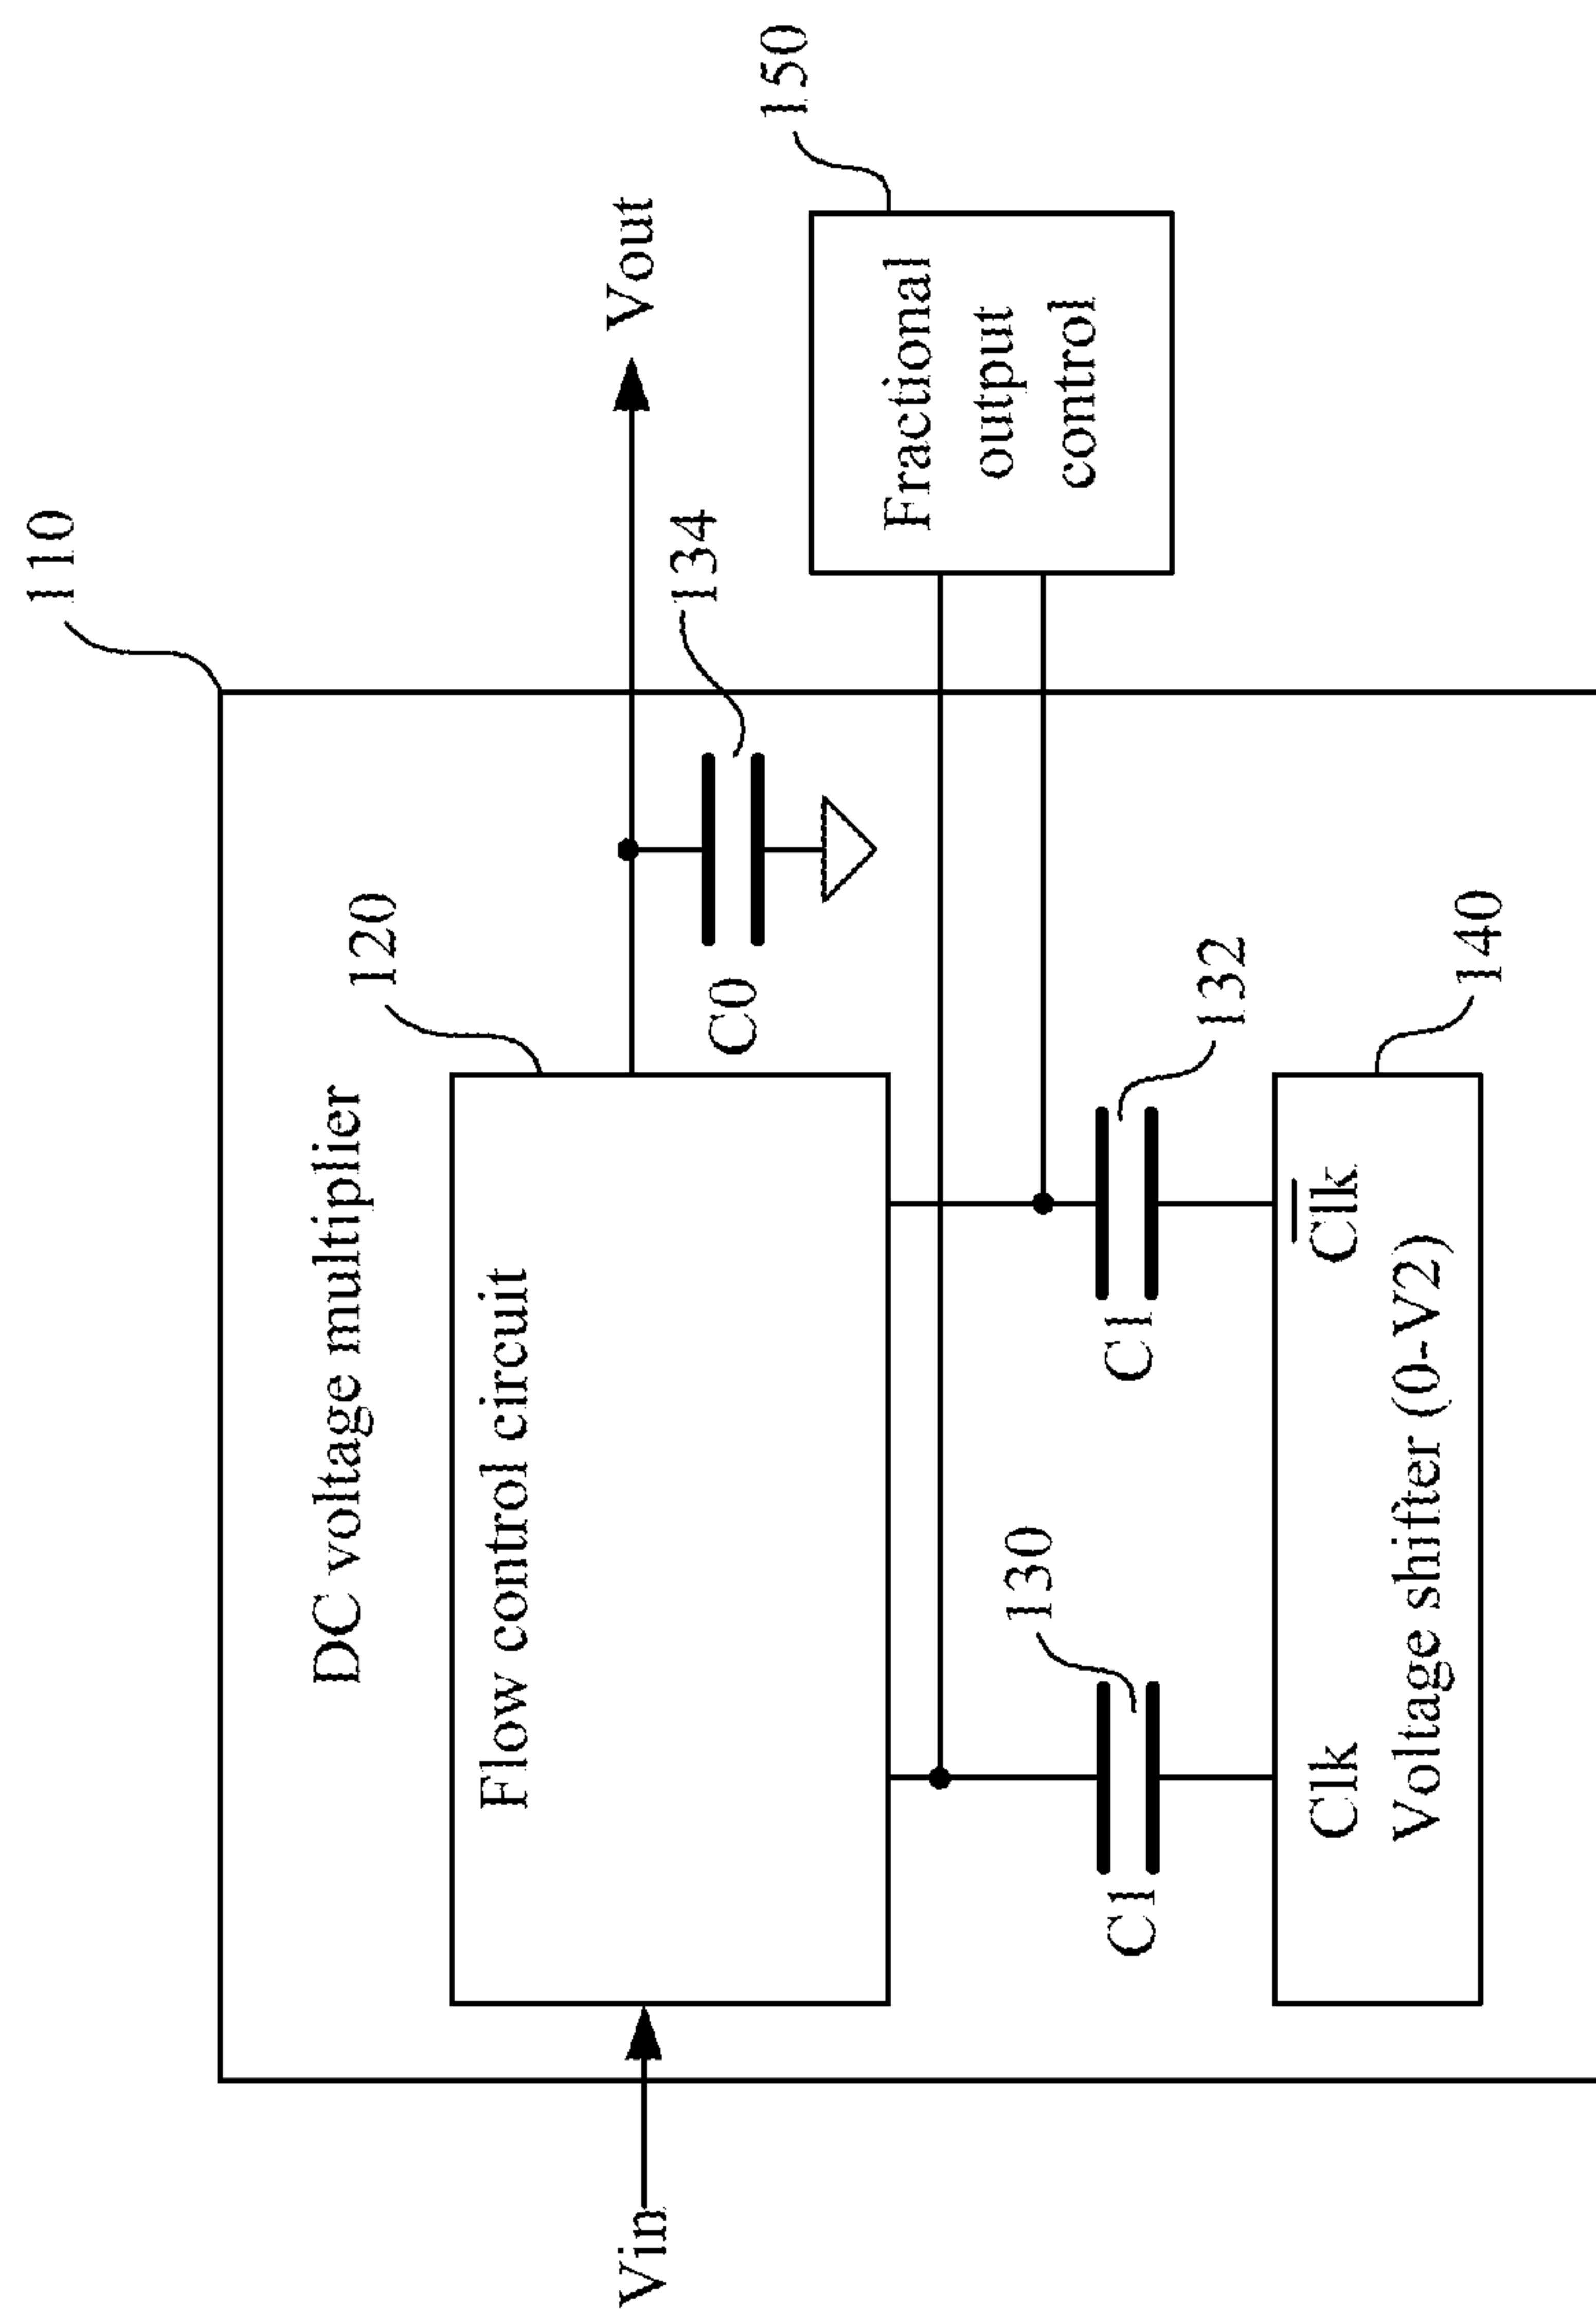 110
DC voltage multiplier
120
Flow control circuit
Vin
Vout
C0
134
150
Fractional
output
control
130
C1
C1
132
Clk
C̅l̅k̅
Voltage shifter (0-V2)
140